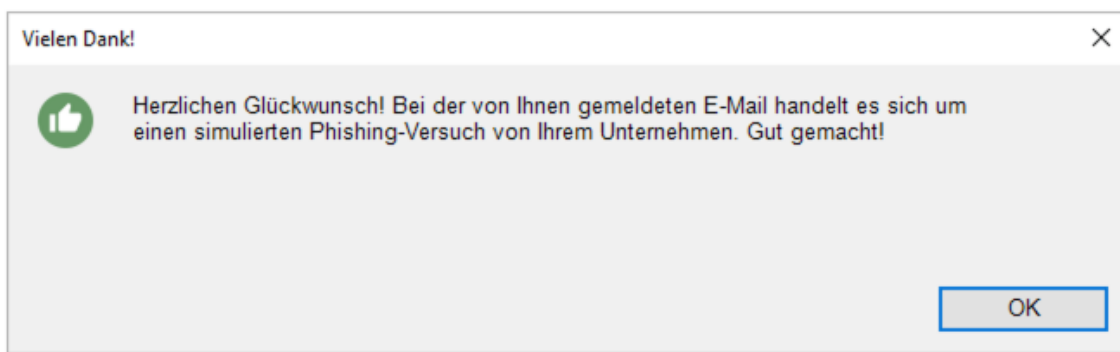 Vielen Dank!
Herzlichen Glückwunsch! Bei der von Ihnen gemeldeten E-Mail handelt es sich um
einen simulierten Phishing-Versuch von Ihrem Unternehmen. Gut gemacht!
OK